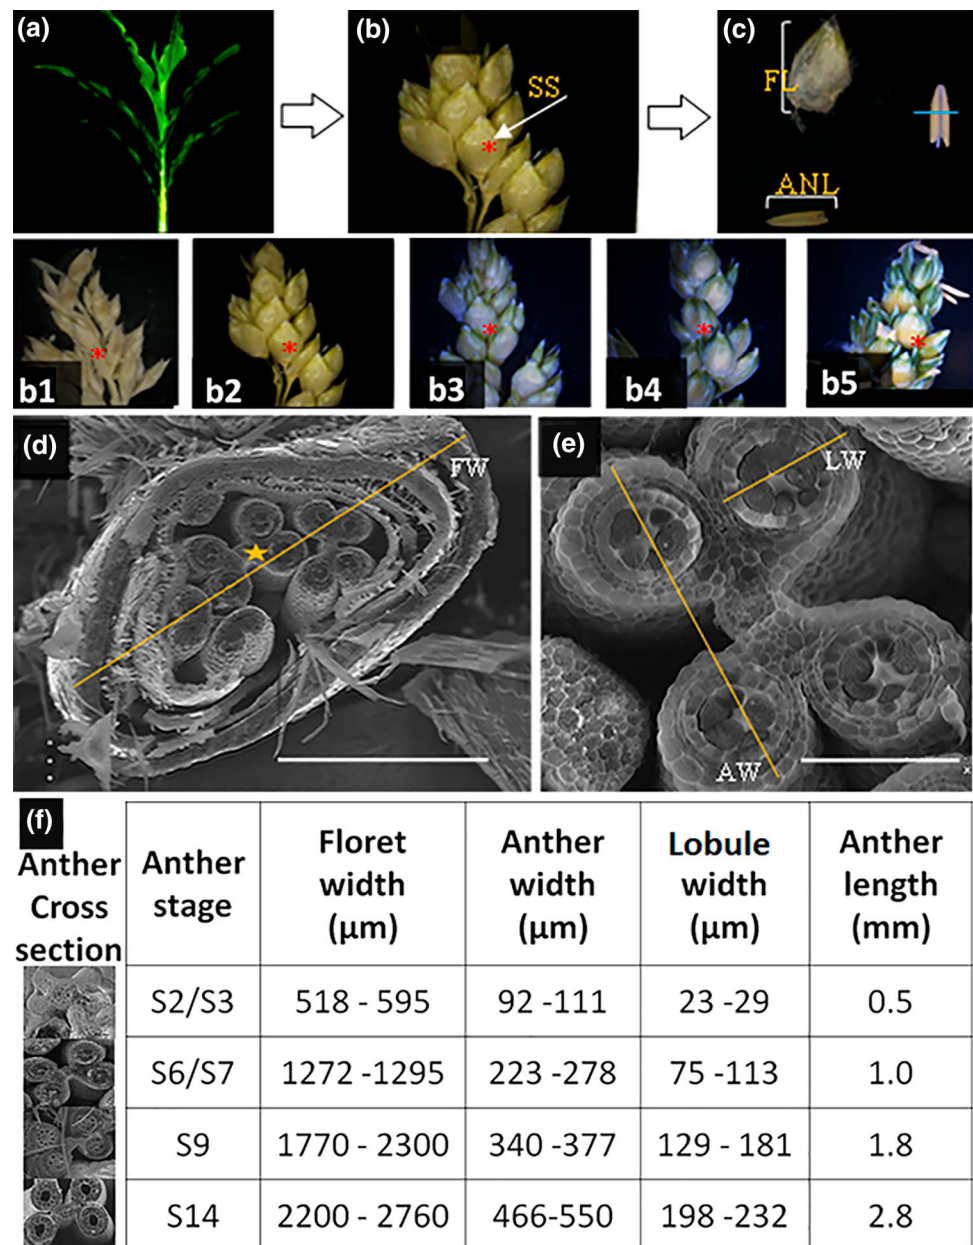 (a)
(b)
SS
*
(c)
FL
ANL
b1
*
b2
*
b3
*
b4
*
b5
*
(d)
FW
(e)
LW
AW
(f)
Anther
Cross
section
Anther
stage
Floret
width
(µm)
Anther
width
(µm)
Lobule
width
(µm)
Anther
length
(mm)
S2/S3
518 - 595
92 -111
23 -29
0.5
S6/S7
1272 -1295
223 -278
75 -113
1.0
S9
1770 - 2300
340 -377
129 - 181
1.8
S14
2200 - 2760
466-550
198 -232
2.8